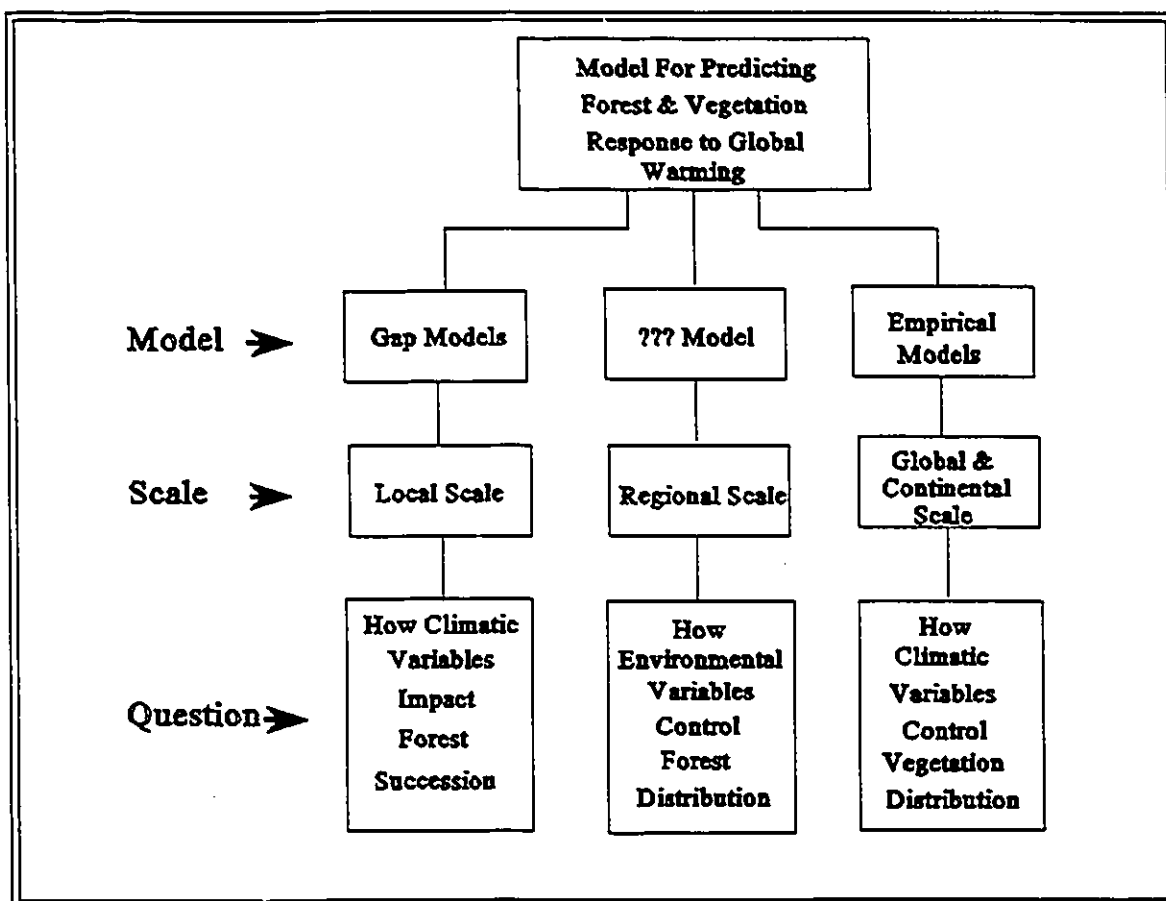 Model For Predicting
Forest & Vegetation
Response to Global
Warming
Model
Gap Models
??? Model
Empirical
Models
Scale
Local Scale
Regional Scale
Global &
Continental
Scale
Question
How Climatic
Variables
Impact
Forest
Succession
How
Environmental
Variables
Control
Forest
Distribution
How
Climatic
Variables
Control
Vegetation
Distribution